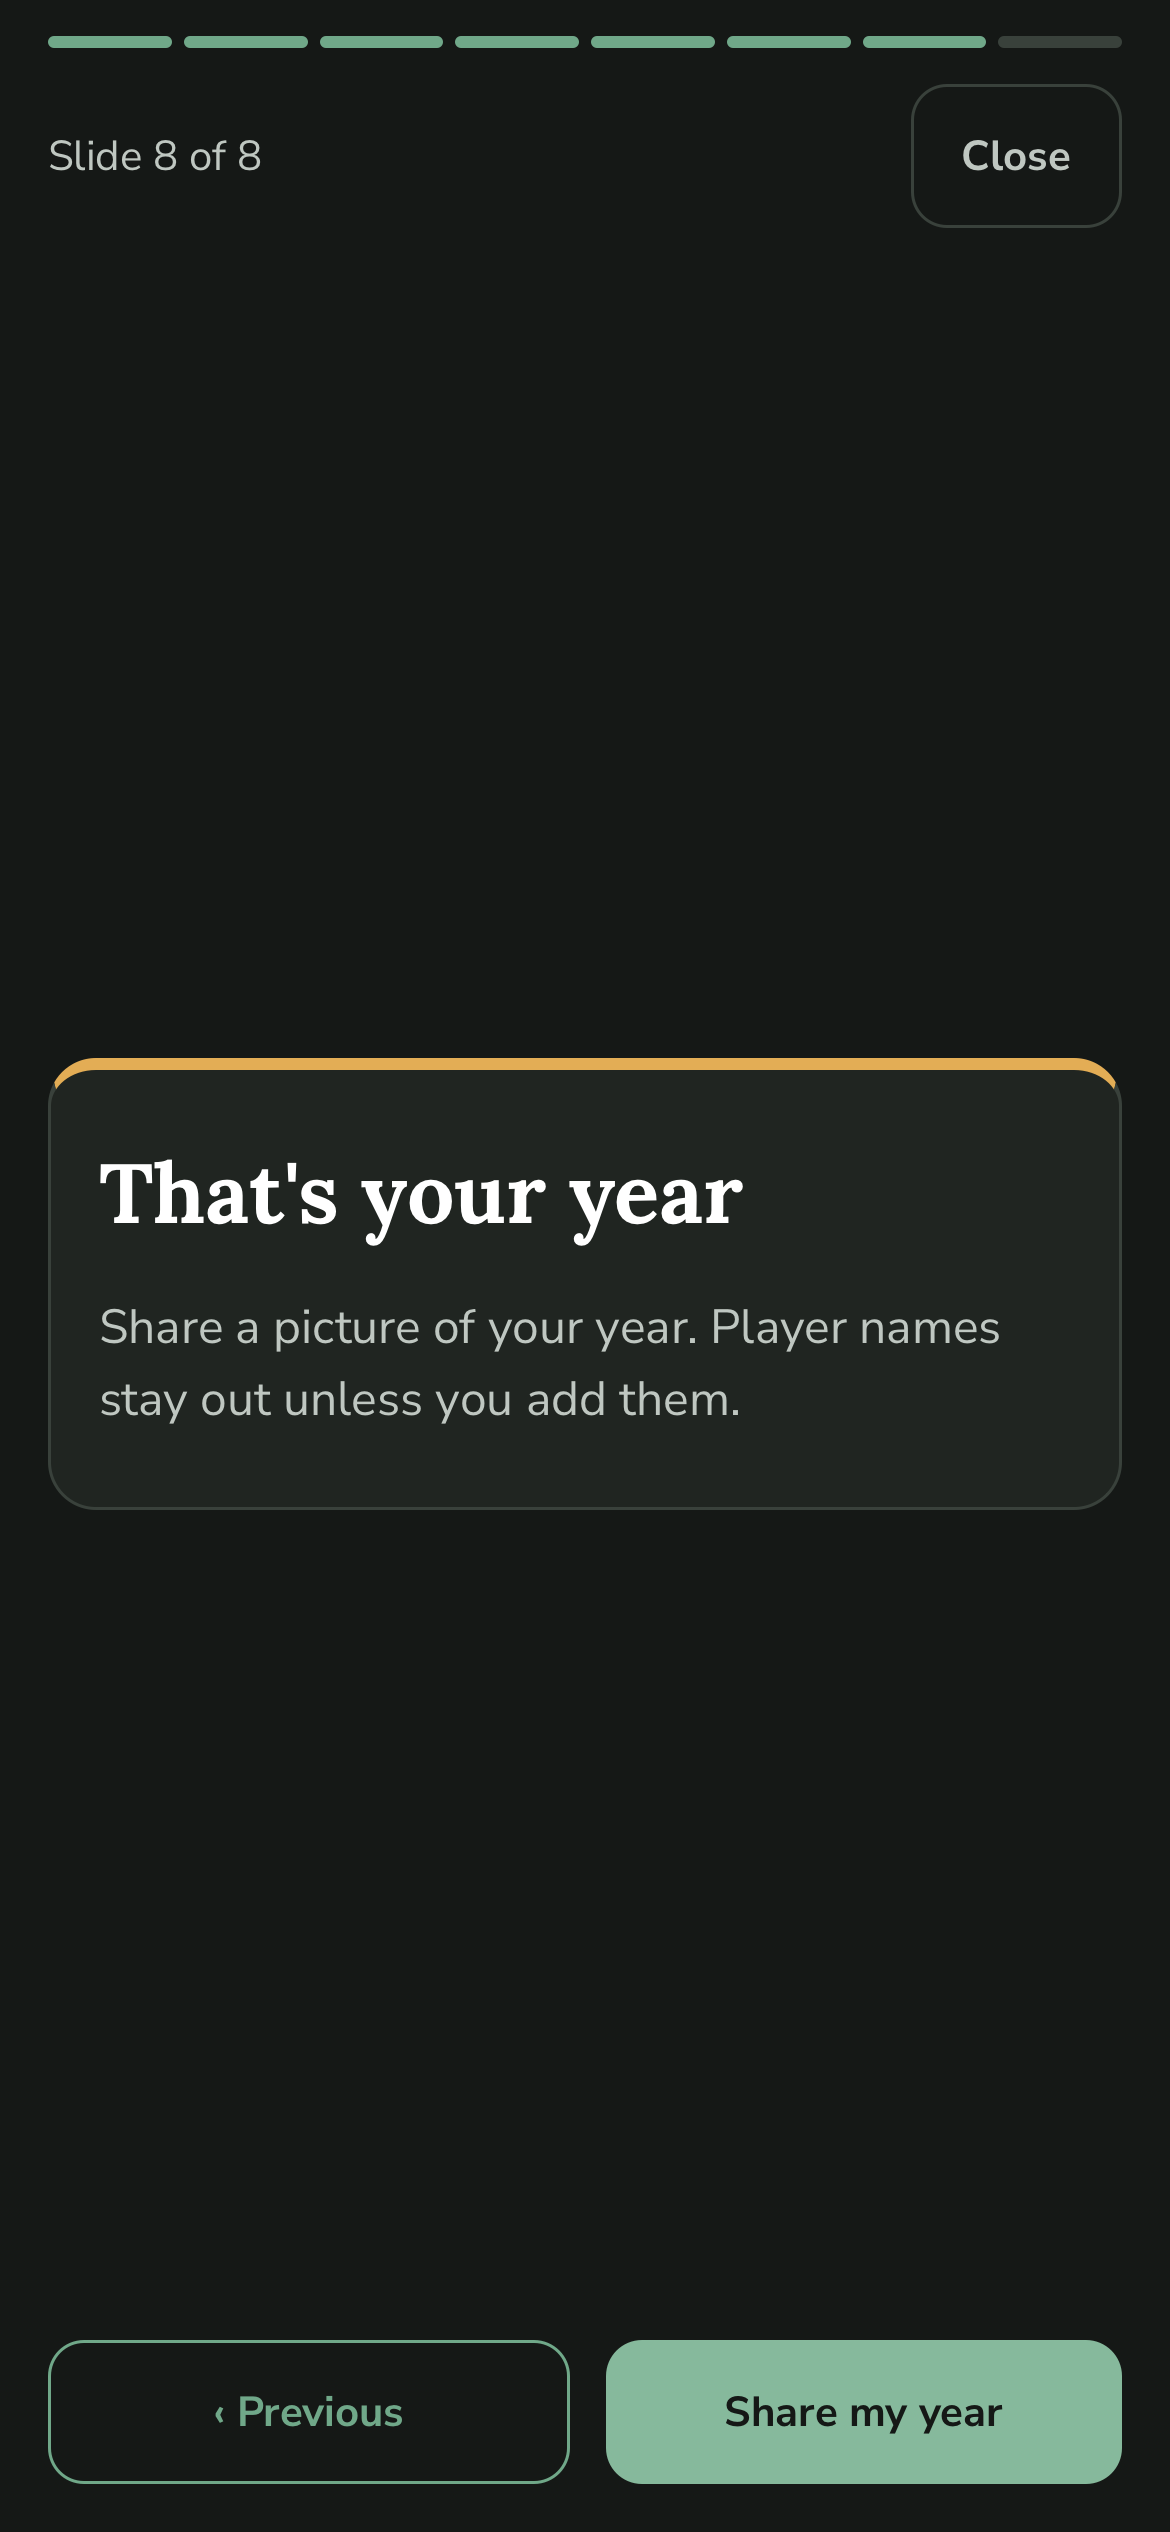 Slide 8 of 8
Close
That's your year
Share a picture of your year. Player names
stay out unless you add them.
‹ Previous
Share my year